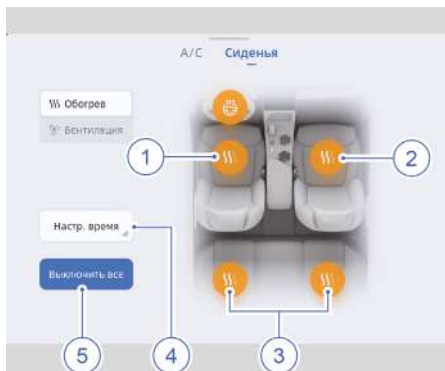 A/C Сиденья
Обогрев
Вентиляция
1
2
Настр. время
Выключить все
5
4
3